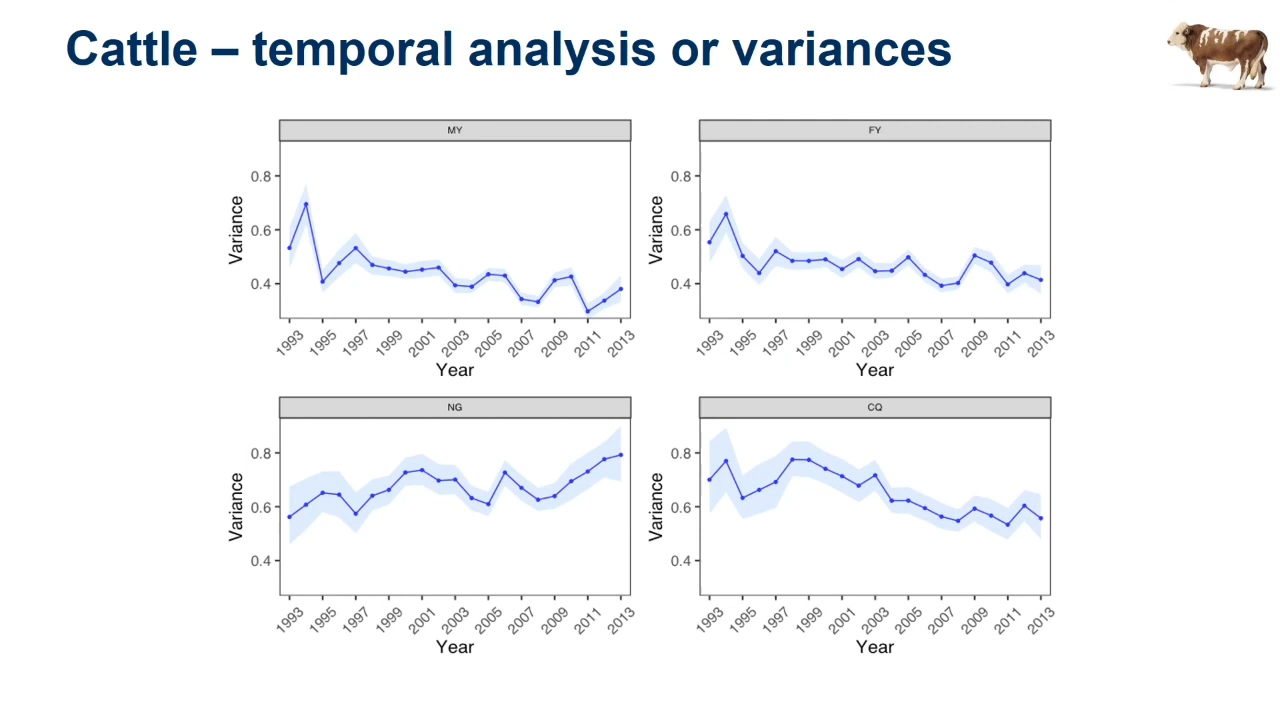 Cattle – temporal analysis or variances
MY
Variance
0.8
0.6
0.4
1993 1995 1997 1999 2001 2003 2005 2007 2009 2011 2013
Year
FY
Variance
0.8
0.6
0.4
1993 1995 1997 1999 2001 2003 2005 2007 2009 2011 2013
Year
NG
Variance
0.8
0.6
0.4
1993 1995 1997 1999 2001 2003 2005 2007 2009 2011 2013
Year
CQ
Variance
0.8
0.6
0.4
1993 1995 1997 1999 2001 2003 2005 2007 2009 2011 2013
Year